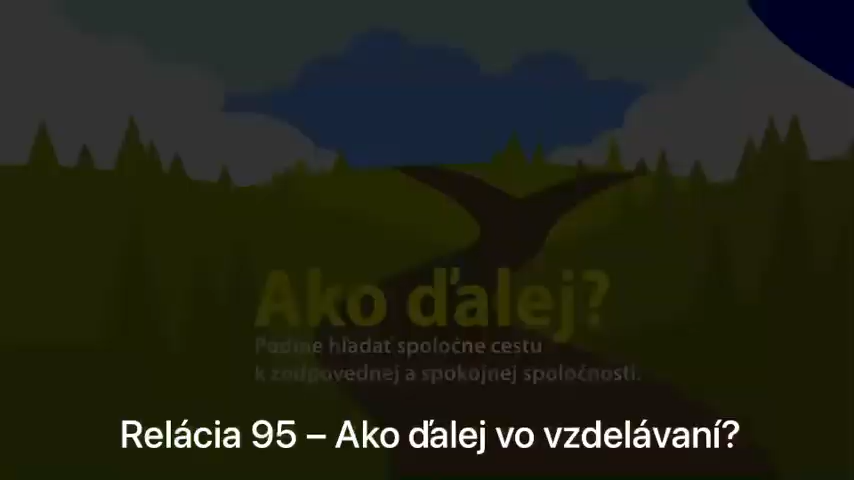 Ako ďalej?
Poďme hľadať spoločne cestu
k zodpovednej a spokojnej spoločnosti.
Relácia 95 – Ako ďalej vo vzdelávaní?